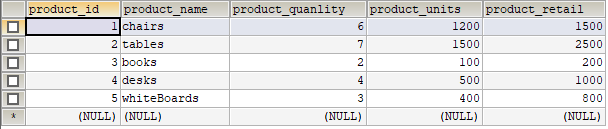 product_id product_name product_quanlity product_units product_retail
1 chairs 6 1200 1500
2 tables 7 1500 2500
3 books 2 100 200
4 desks 4 500 1000
5 whiteBoards 3 400 800
* (NULL) (NULL) (NULL) (NULL) (NULL)